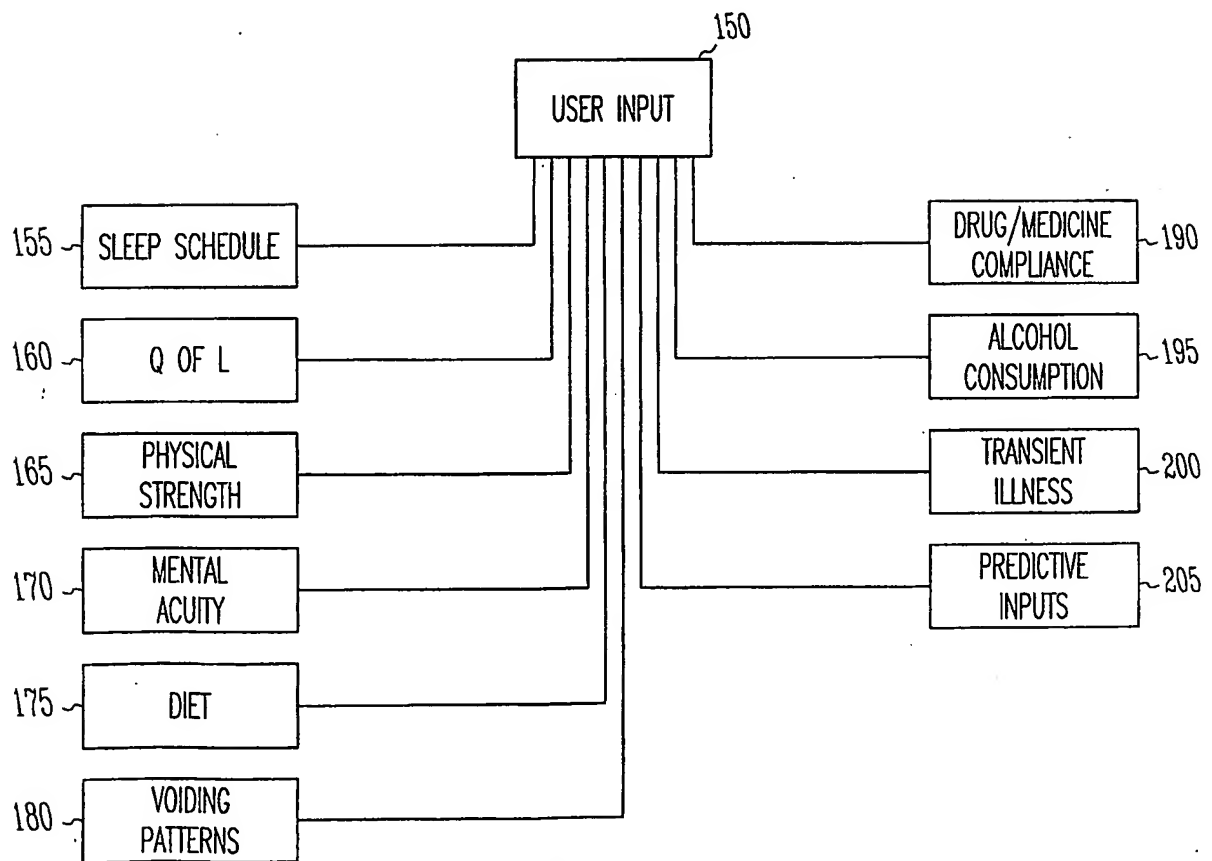 150
USER INPUT
155
SLEEP SCHEDULE
160
Q OF L
165
PHYSICAL
STRENGTH
170
MENTAL
ACUITY
175
DIET
180
VOIDING
PATTERNS
DRUG/MEDICINE
COMPLIANCE
190
ALCOHOL
CONSUMPTION
195
TRANSIENT
ILLNESS
200
PREDICTIVE
INPUTS
205